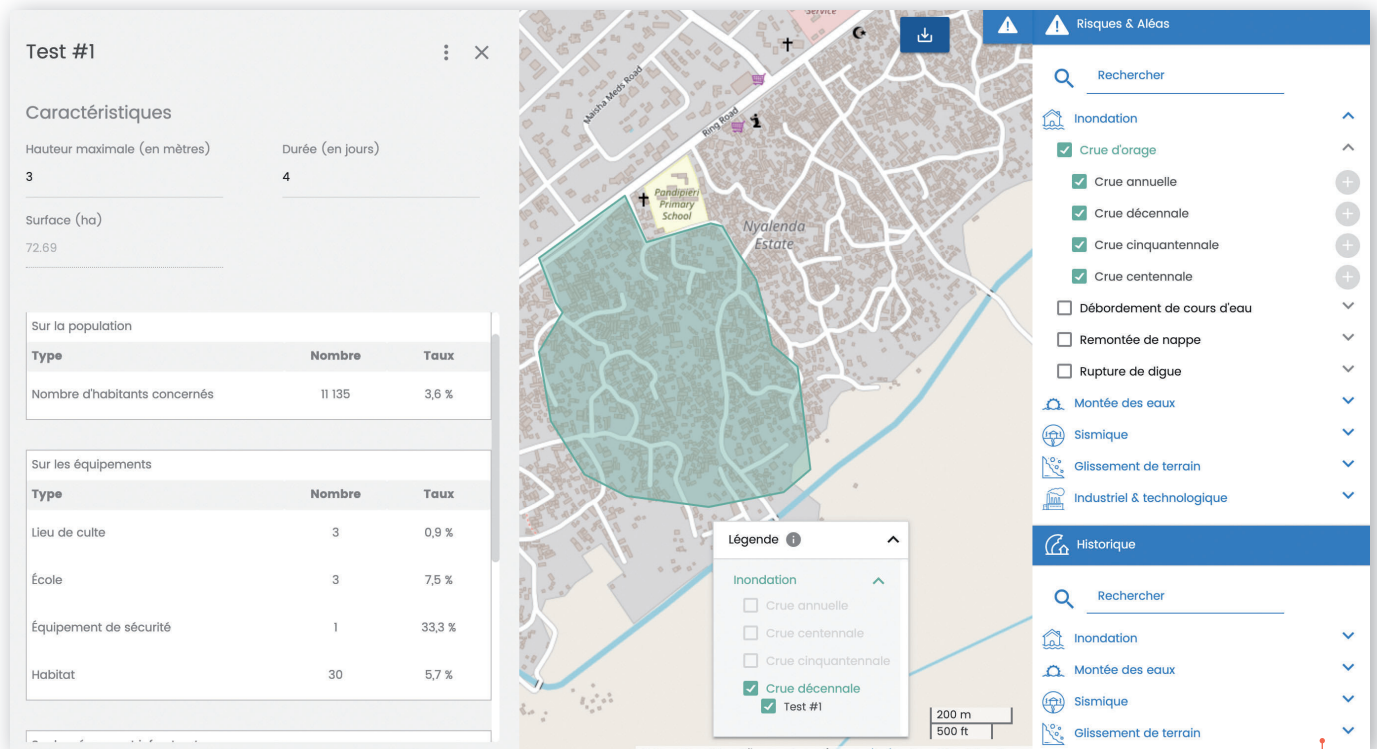 Test #1
Caractéristiques
Hauteur maximale (en mètres) Durée (en jours)
3 4
Surface (ha)
72.69
Sur la population
Type Nombre Taux
Nombre d'habitants concernés 11 135 3,6 %
Sur les équipements
Type Nombre Taux
Lieu de culte 3 0,9 %
École 3 7,5 %
Équipement de sécurité 1 33,3 %
Habitat 30 5,7 %
Service
Maisha Meds Road
Ring Road
Pandipieri
Primary
School
Nyalenda
Estate
Légende
Inondation
Crue annuelle
Crue centennale
Crue cinquantennale
Crue décennale
Test #1
200 m
500 ft
Risques & Aléas
Rechercher
Inondation
Crue d'orage
Crue annuelle
Crue décennale
Crue cinquantennale
Crue centennale
Débordement de cours d'eau
Remontée de nappe
Rupture de digue
Montée des eaux
Sismique
Glissement de terrain
Industriel & technologique
Historique
Rechercher
Inondation
Montée des eaux
Sismique
Glissement de terrain